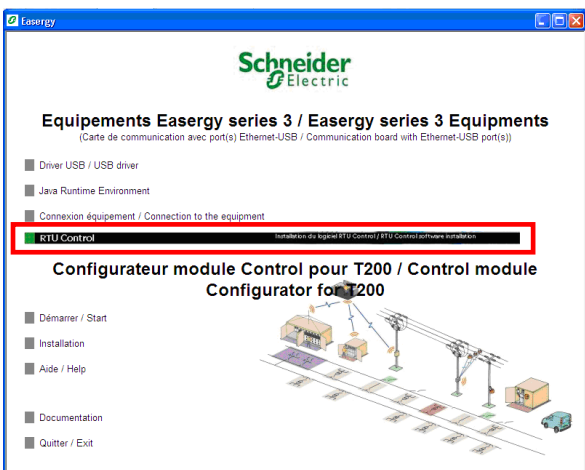 Easergy
Schneider
Electric
Equipements Easergy series 3 / Easergy series 3 Equipments
(Carte de communication avec port(s) Ethernet-USB / Communication board with Ethernet-USB port(s))
Driver USB / USB driver
Java Runtime Environment
Connexion équipement / Connection to the equipment
RTU Control
Installation du logiciel RTU Control / RTU Control software installation
Configurateur module Control pour T200 / Control module
Configurator for T200
Démarrer / Start
Installation
Aide / Help
Documentation
Quitter / Exit